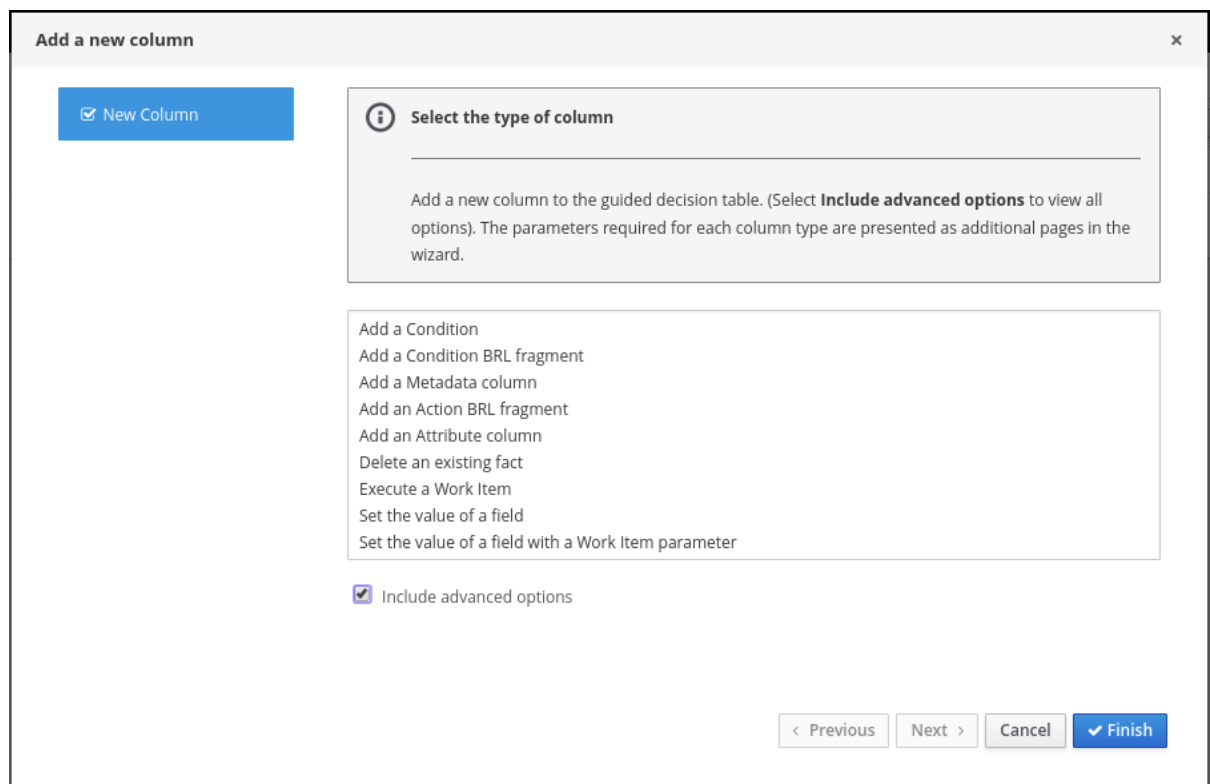 Add a new column
×
New Column
Select the type of column
Add a new column to the guided decision table. (Select Include advanced options to view all
options). The parameters required for each column type are presented as additional pages in the
wizard.
Add a Condition
Add a Condition BRL fragment
Add a Metadata column
Add an Action BRL fragment
Add an Attribute column
Delete an existing fact
Execute a Work Item
Set the value of a field
Set the value of a field with a Work Item parameter
Include advanced options
< Previous
Next >
Cancel
Finish